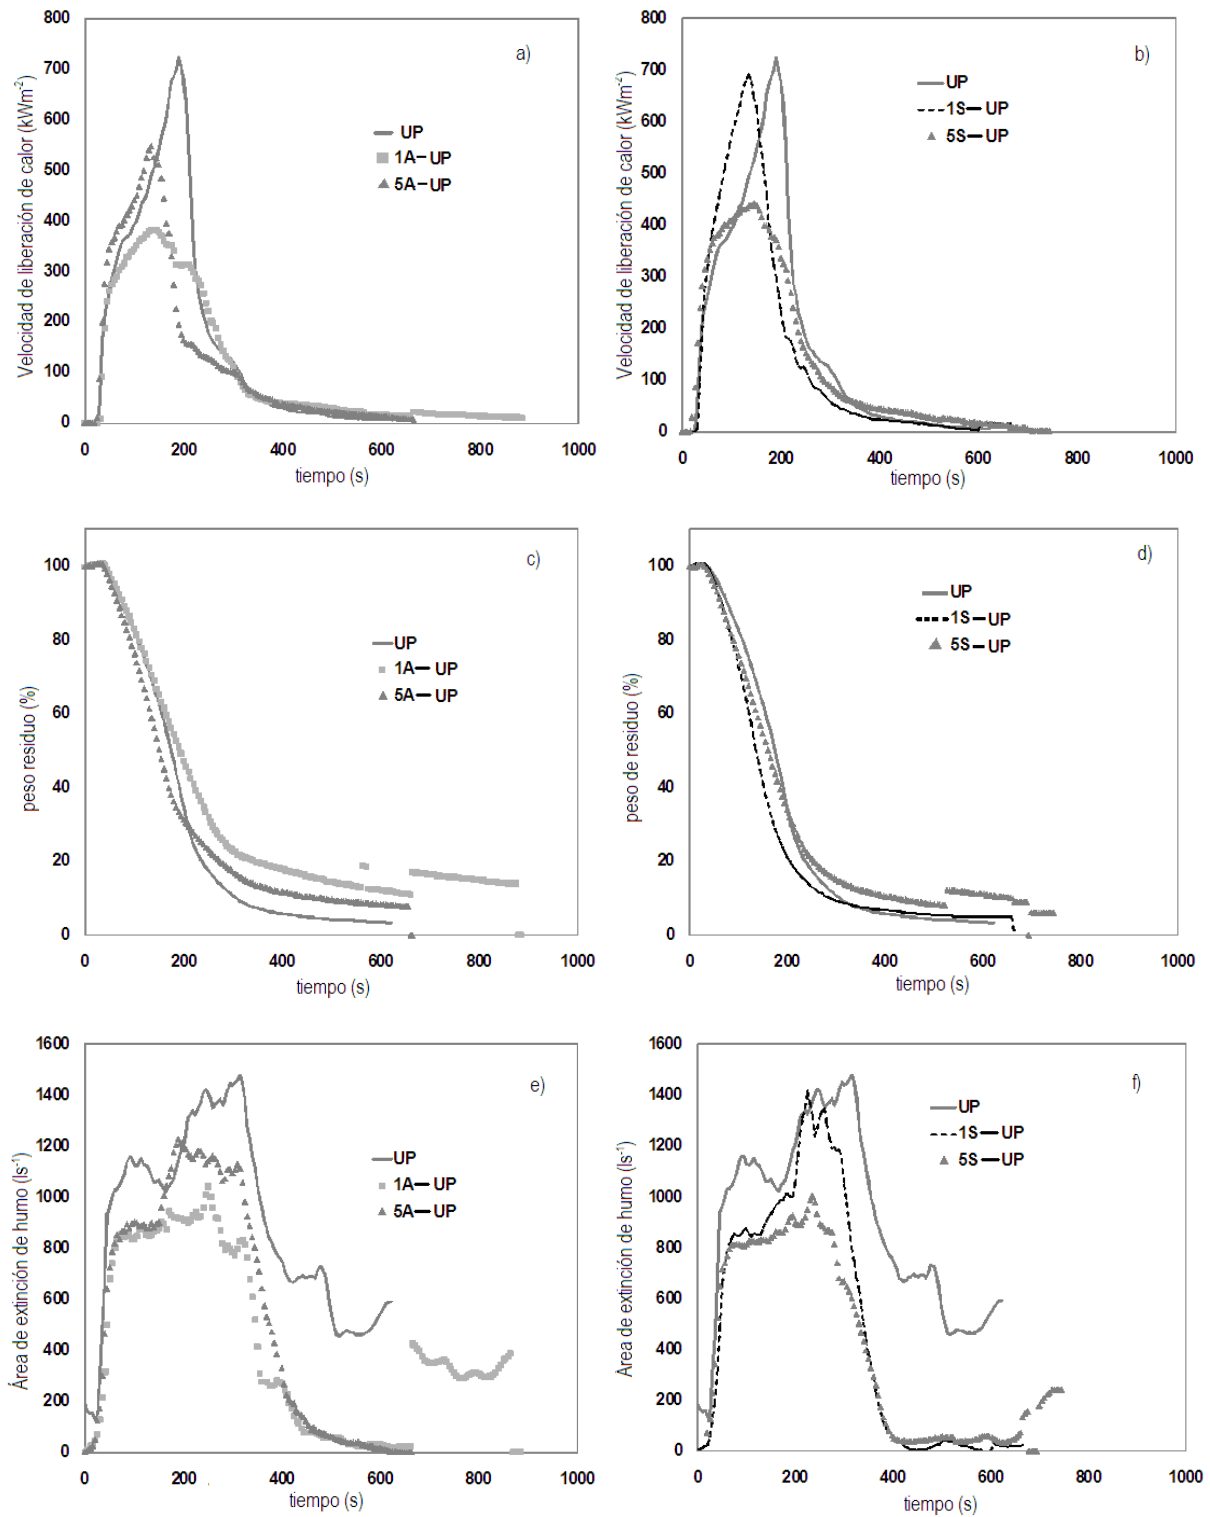 800
700
600
500
400
300
200
100
0
Velocidad de liberación de calor (kWm-2)
a)
UP
1A–UP
5A–UP
0 200 400 600 800 1000
tiempo (s)
800
700
600
500
400
300
200
100
0
Velocidad de liberación de calor (kWm-2)
b)
UP
1S–UP
5S–UP
0 200 400 600 800 1000
tiempo (s)
100
80
60
40
20
0
peso residuo (%)
c)
UP
1A–UP
5A–UP
0 200 400 600 800 1000
tiempo (s)
100
80
60
40
20
0
peso de residuo (%)
d)
UP
1S–UP
5S–UP
0 200 400 600 800 1000
tiempo (s)
1600
1400
1200
1000
800
600
400
200
0
Área de extinción de humo (ls-1)
e)
UP
1A–UP
5A–UP
0 200 400 600 800 1000
tiempo (s)
1600
1400
1200
1000
800
600
400
200
0
Área de extinción de humo (ls-1)
f)
UP
1S–UP
5S–UP
0 200 400 600 800 1000
tiempo (s)